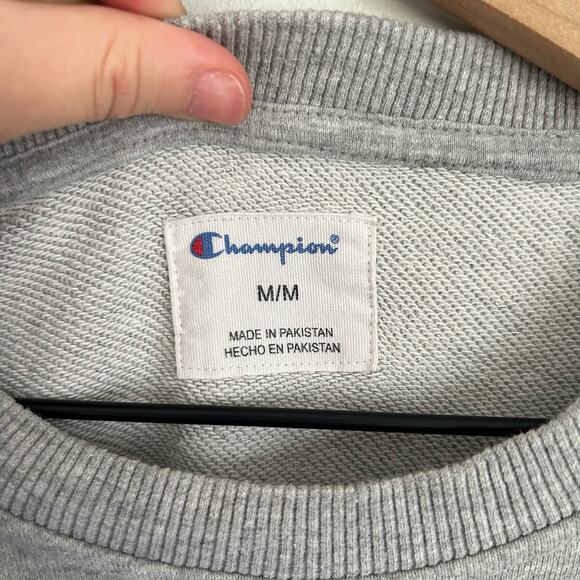 Champion®
M/M
MADE IN PAKISTAN
HECHO EN PAKISTAN